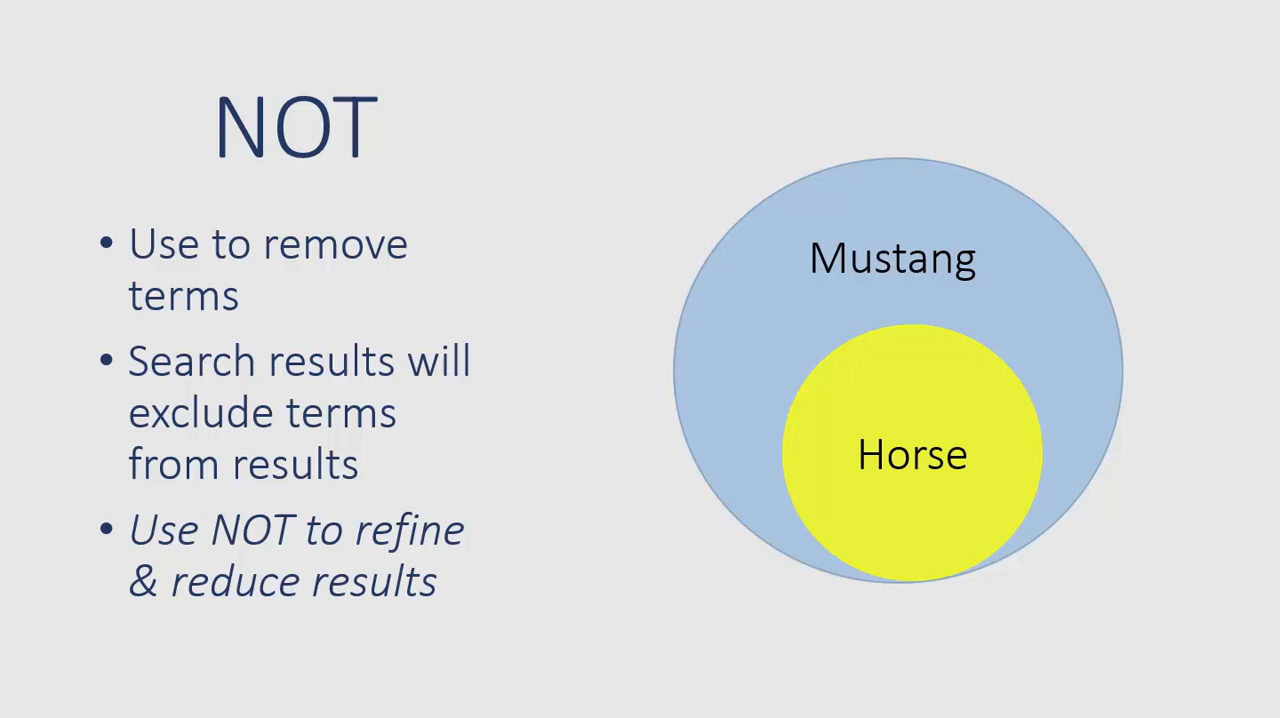 NOT
• Use to remove
terms
• Search results will
exclude terms
from results
• Use NOT to refine
& reduce results
Mustang
Horse